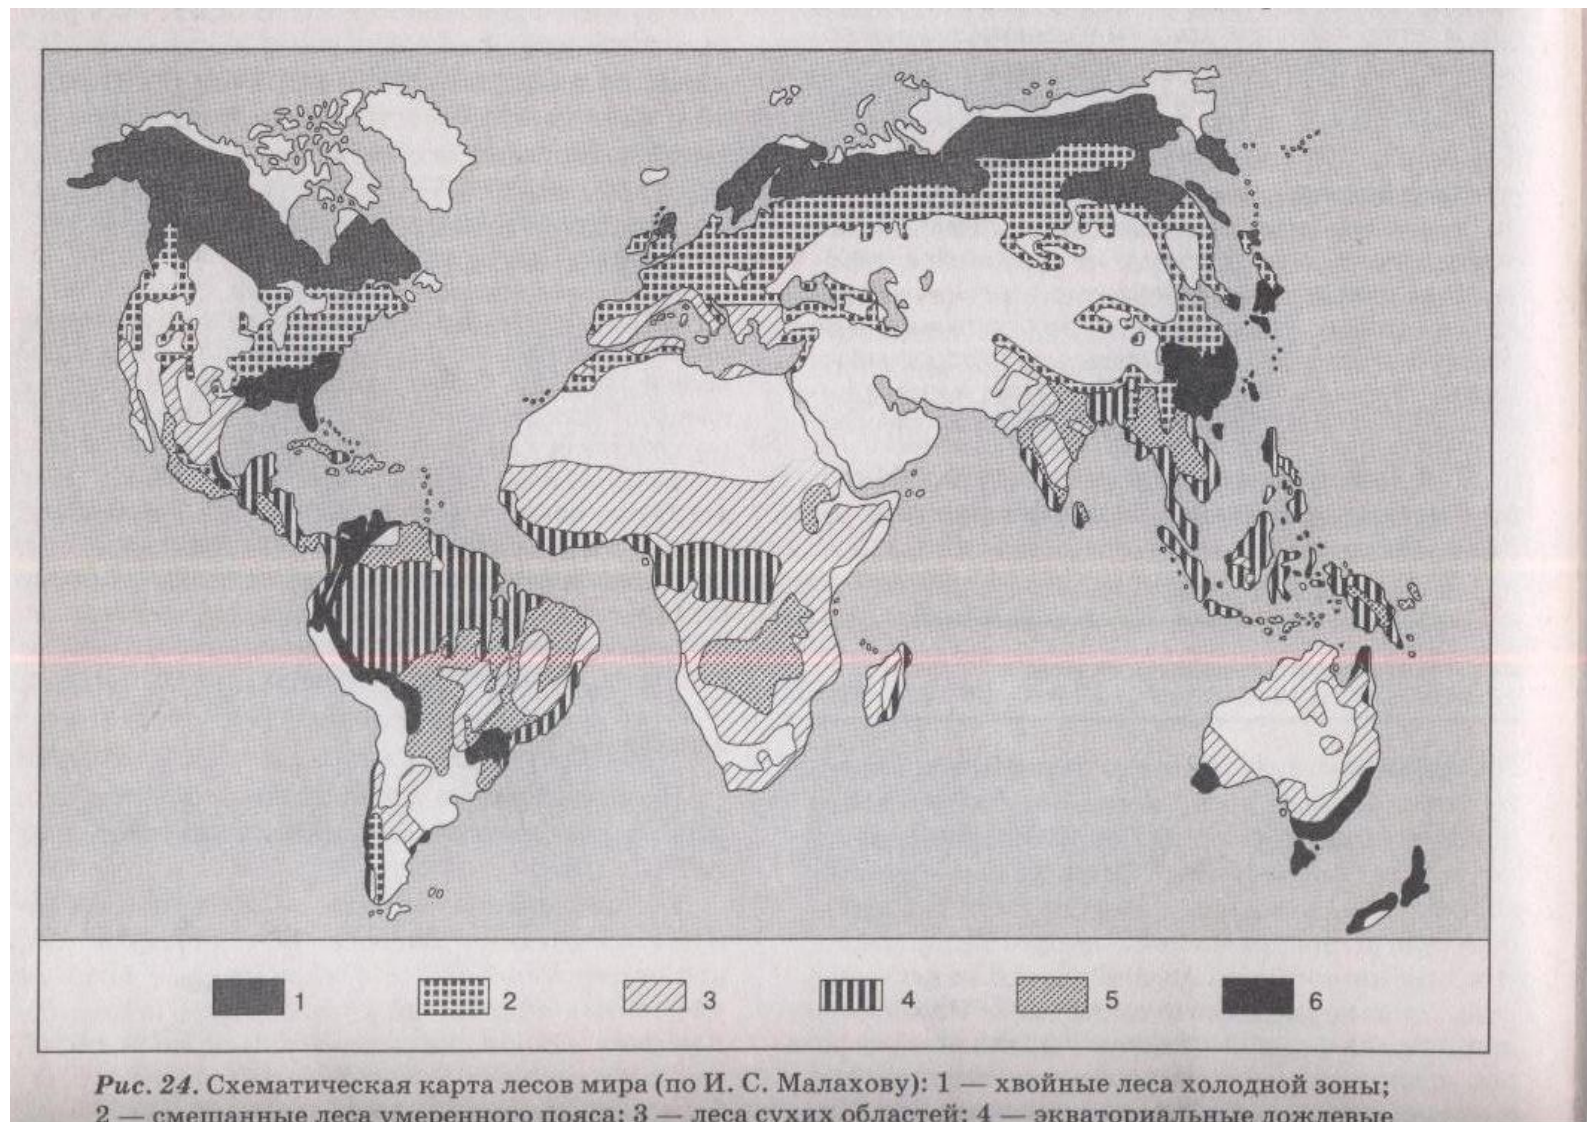 1 2 3 4 5 6
Рис. 24. Схематическая карта лесов мира (по И. С. Малахову): 1 — хвойные леса холодной зоны;
2 — смешанные леса умеренного пояса; 3 — леса сухих областей; 4 — экваториальные дождевые